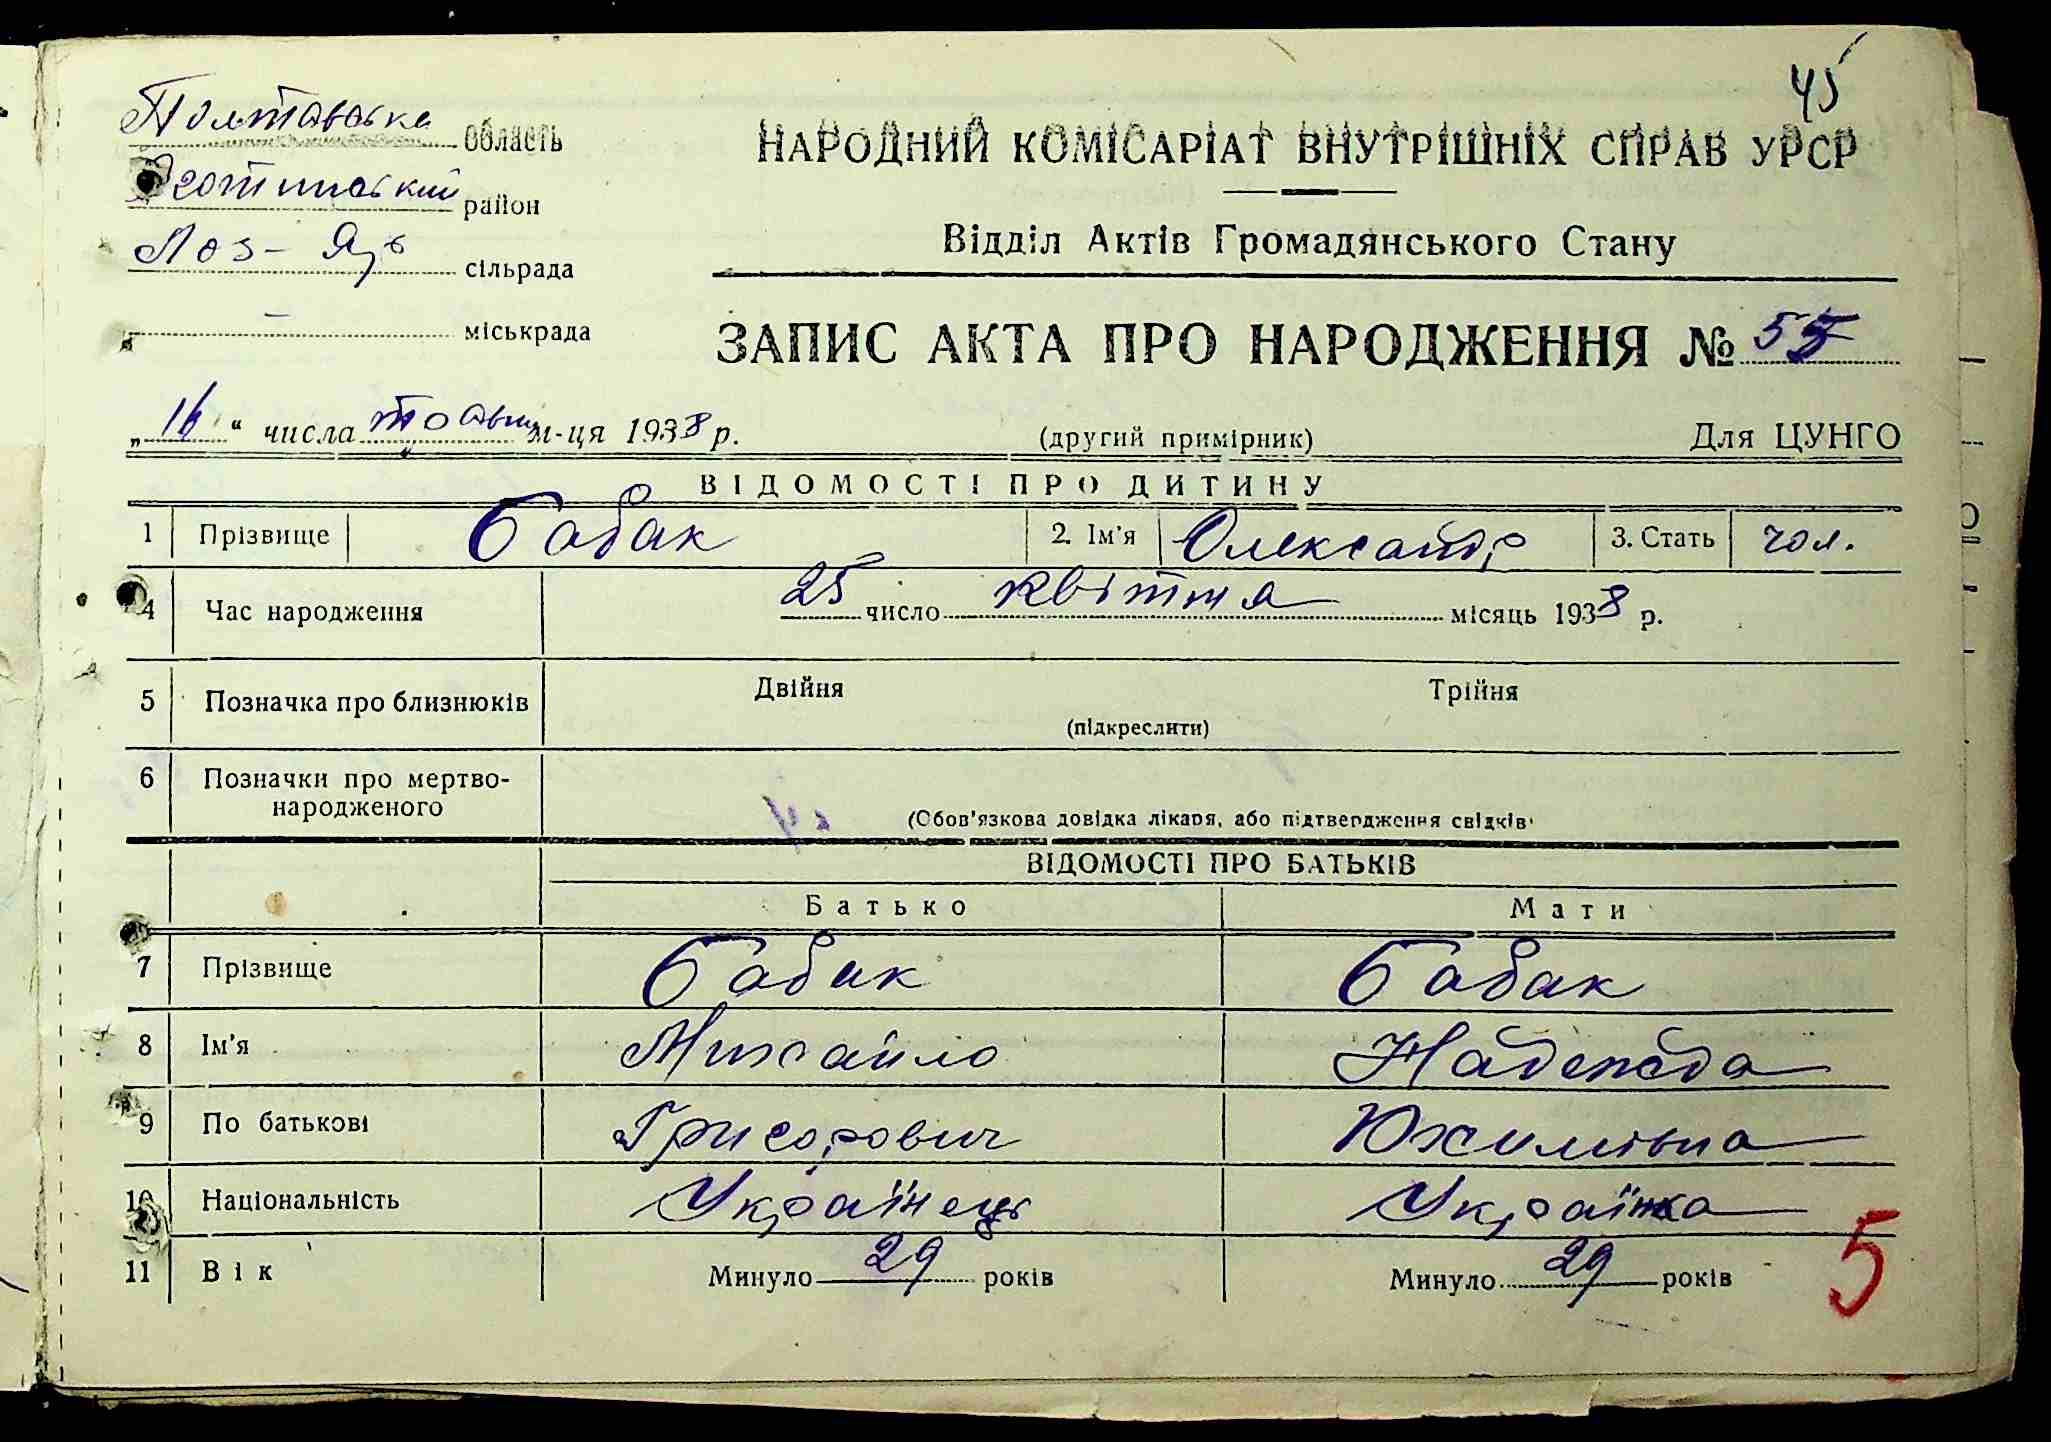 45
Полтавська область
Яготинський район
Лаз-Яр сільрада
- міськрада
НАРОДНИЙ КОМІСАРІАТ ВНУТРІШНІХ СПРАВ УРСР
Відділ Актів Громадянського Стану
ЗАПИС АКТА ПРО НАРОДЖЕННЯ № 55
„16“ числа травня м-ця 1938 р. (другий примірник) Для ЦУНГО
ВІДОМОСТІ ПРО ДИТИНУ
1 Прізвище Бабак 2. Ім'я Олександр 3. Стать чол.
4 Час народження 25 число квітня місяць 1938 р.
5 Позначка про близнюків Двійня Трійня
(підкреслити)
6 Позначки про мертво-
народженого
(Обов'язкова довідка лікаря, або підтвердження свідків
ВІДОМОСТІ ПРО БАТЬКІВ
Батько Мати
7 Прізвище Бабак Бабак
8 Ім'я Михайло Надежда
9 По батькові Григорович Юхимівна
10 Національність Українець Українка
11 Вік Минуло 29 років Минуло 29 років
5